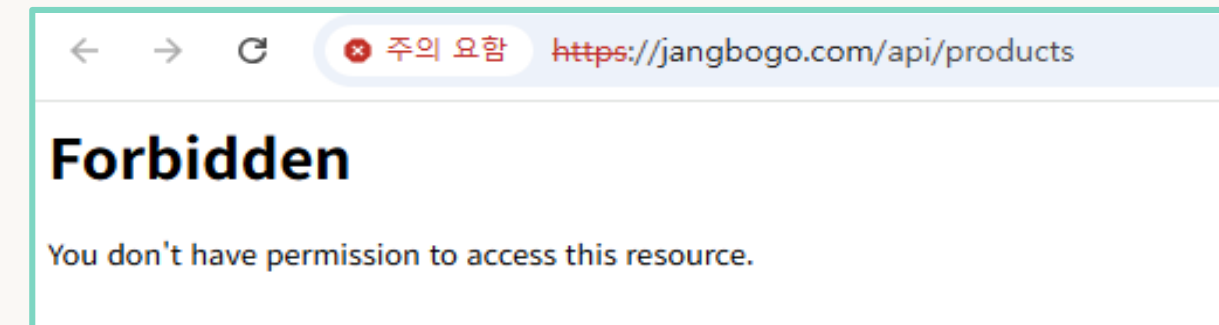 주의 요함 https://jangbogo.com/api/products
Forbidden
You don't have permission to access this resource.